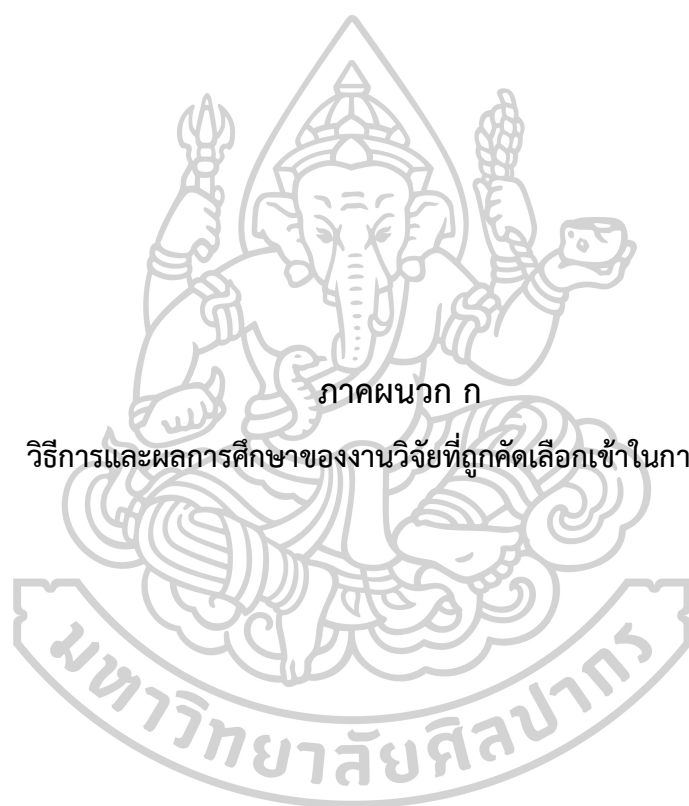 ภาคผนวก ก
วิธีการและผลการศึกษาของงานวิจัยที่ถูกคัดเลือกเข้าในกา
มหาวิทยาลัยศิลปากร